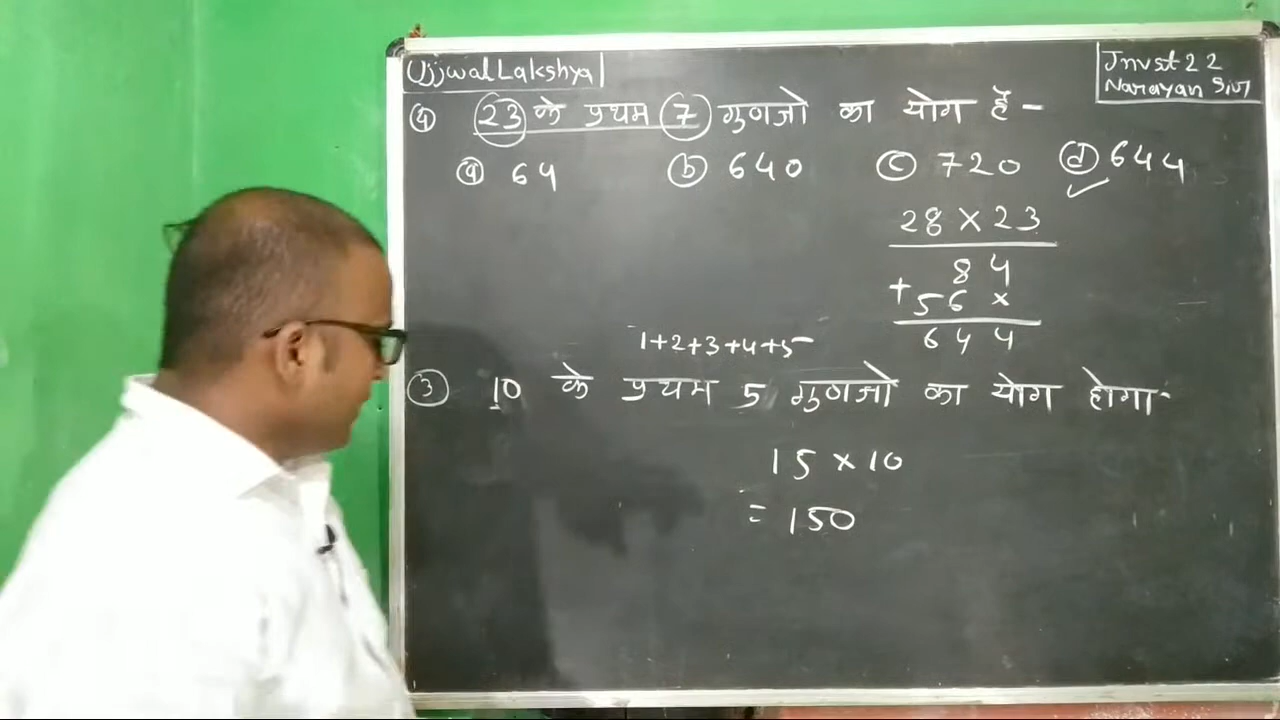 Ujjwal Lakshya
Jnvst 22
Narayan Sir
④ 23 के प्रथम 7 गुणजो का योग हैं -
ⓐ 64 ⓑ 640 ⓒ 720 ⓓ 644 ✓
28 × 23
84
+ 56 ×
644
1+2+3+4+5
③ 10 के प्रथम 5 गुणजो का योग होगा -
15 × 10
= 150